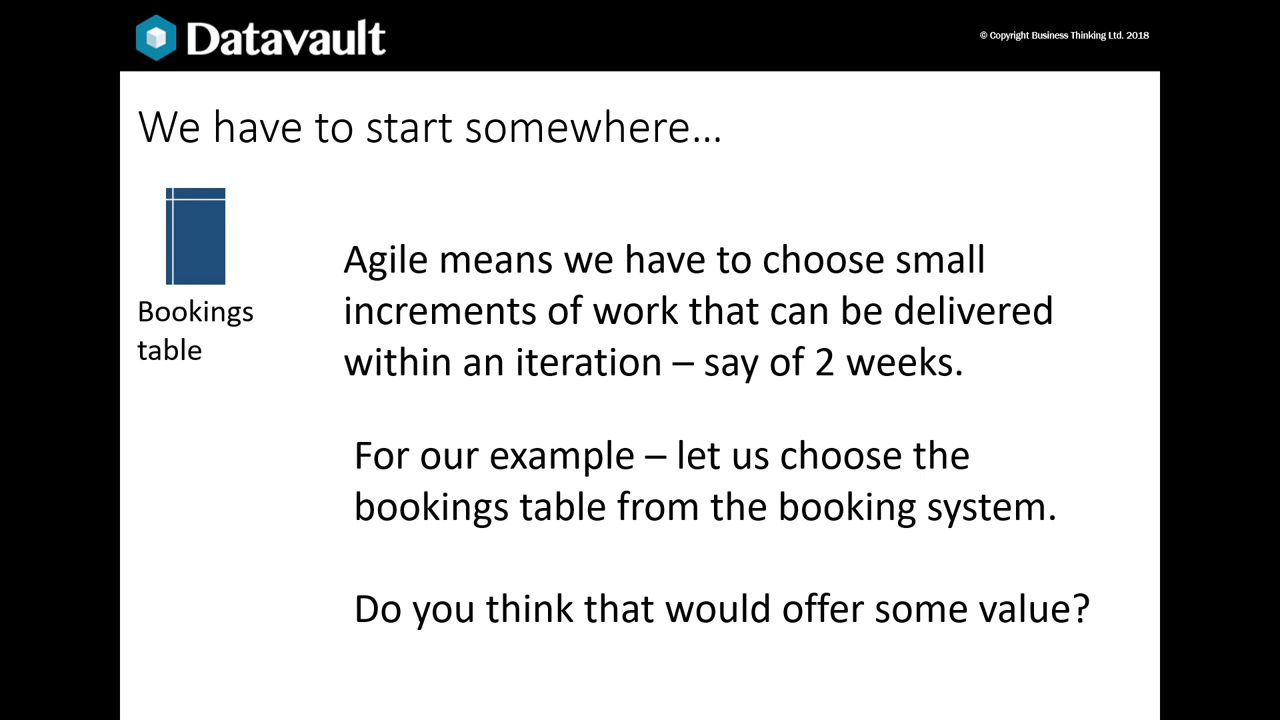 Datavault
© Copyright Business Thinking Ltd. 2018
We have to start somewhere...
Bookings
table
Agile means we have to choose small
increments of work that can be delivered
within an iteration – say of 2 weeks.
For our example – let us choose the
bookings table from the booking system.
Do you think that would offer some value?